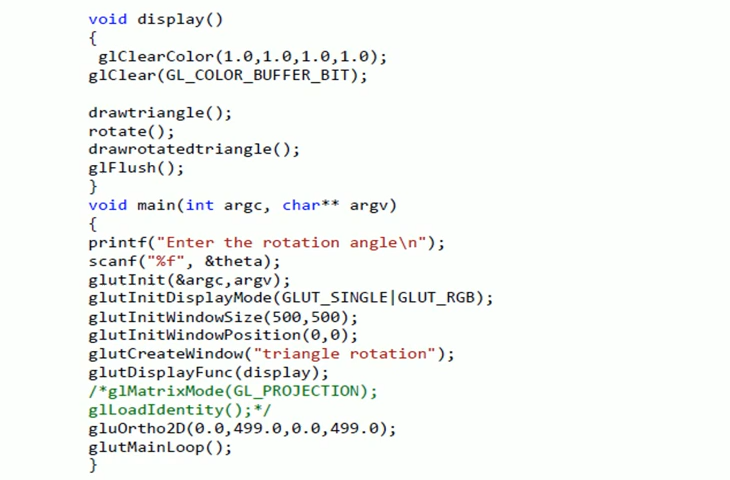 void display()
{
glClearColor(1.0,1.0,1.0,1.0);
glClear(GL_COLOR_BUFFER_BIT);
drawtriangle();
rotate();
drawrotatedtriangle();
glFlush();
}
void main(int argc, char** argv)
{
printf("Enter the rotation angle\n");
scanf("%f", &theta);
glutInit(&argc,argv);
glutInitDisplayMode(GLUT_SINGLE|GLUT_RGB);
glutInitWindowSize(500,500);
glutInitWindowPosition(0,0);
glutCreateWindow("triangle rotation");
glutDisplayFunc(display);
/*glMatrixMode(GL_PROJECTION);
glLoadIdentity();*/
gluOrtho2D(0.0,499.0,0.0,499.0);
glutMainLoop();
}